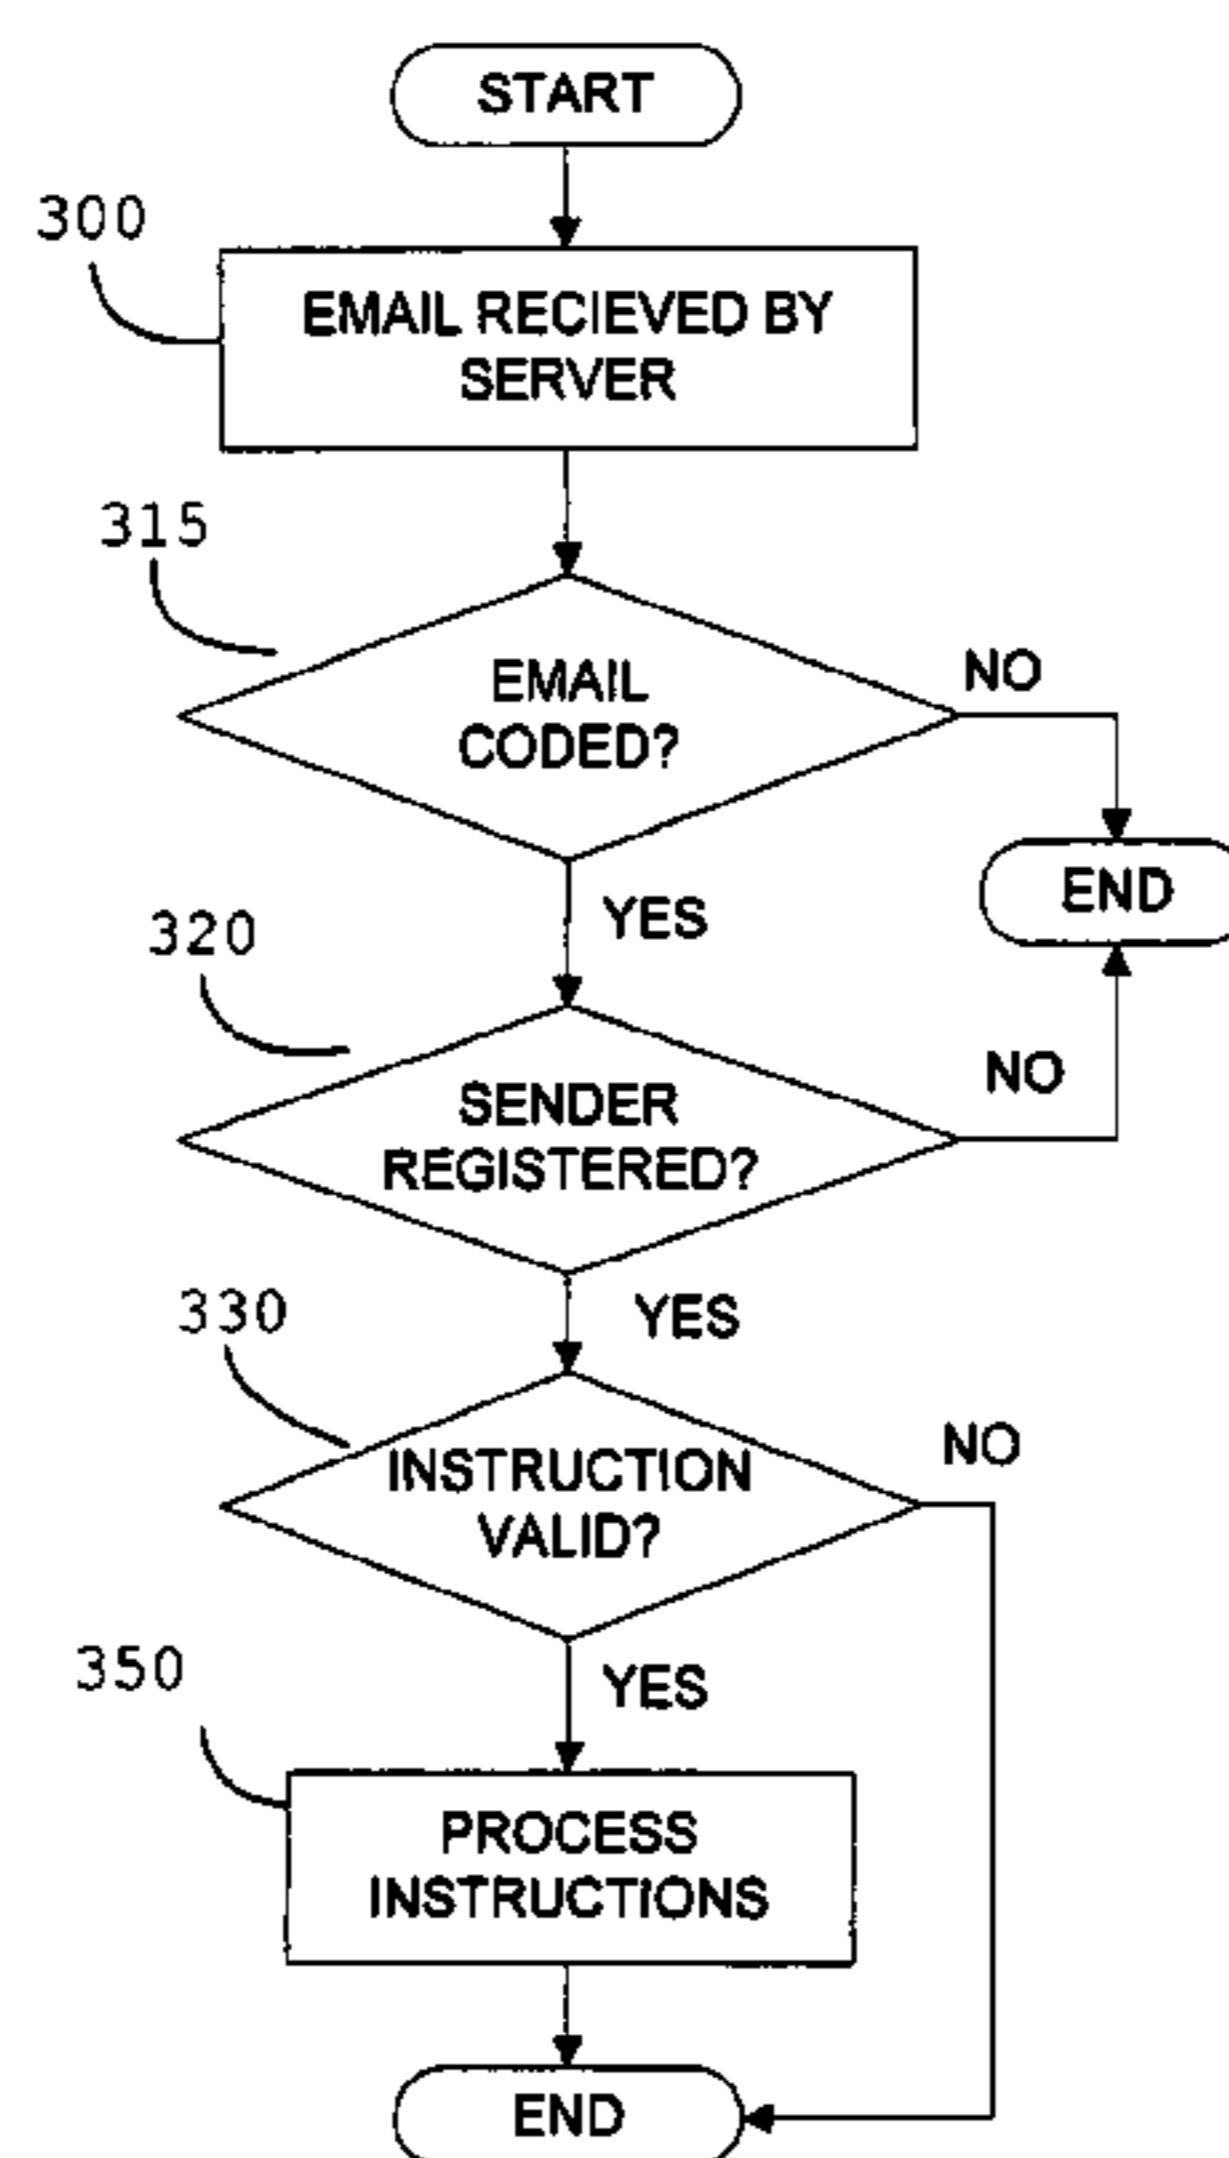 START
300
EMAIL RECIEVED BY
SERVER
315
EMAIL
CODED?
NO
END
YES
320
SENDER
REGISTERED?
NO
YES
330
INSTRUCTION
VALID?
NO
YES
350
PROCESS
INSTRUCTIONS
END